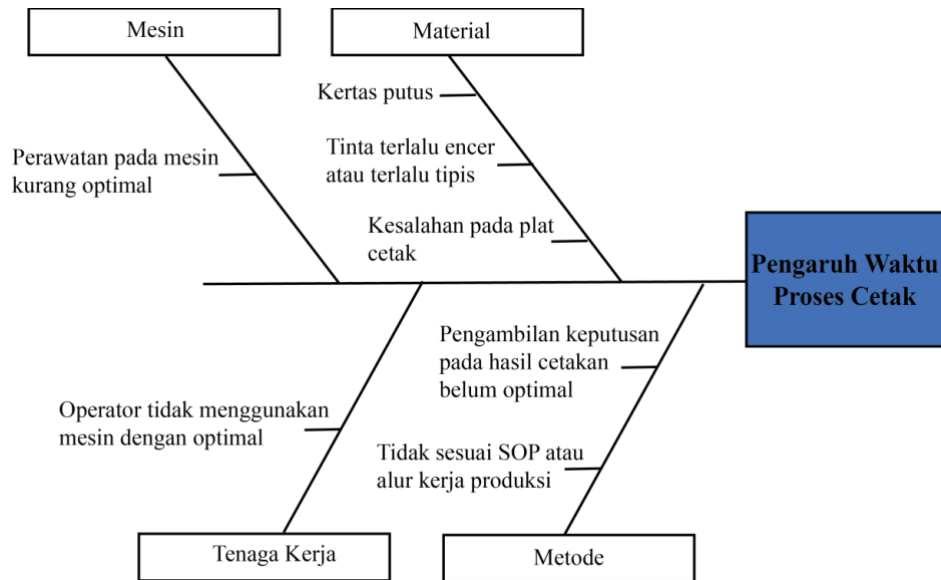 Mesin
Material
Kertas putus
Perawatan pada mesin
kurang optimal
Tinta terlalu encer
atau terlalu tipis
Kesalahan pada plat
cetak
Pengaruh Waktu
Proses Cetak
Pengambilan keputusan
pada hasil cetakan
belum optimal
Operator tidak menggunakan
mesin dengan optimal
Tidak sesuai SOP atau
alur kerja produksi
Tenaga Kerja
Metode